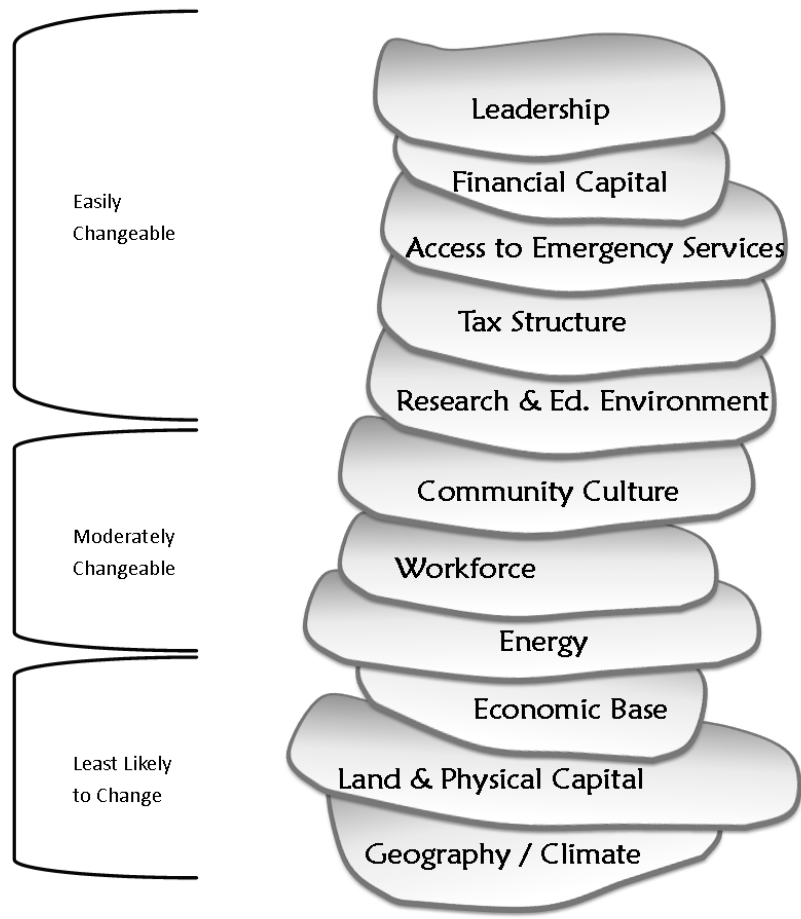 Leadership
Financial Capital
Easily
Changeable
Access to Emergency Services
Tax Structure
Research & Ed. Environment
Community Culture
Moderately
Changeable
Workforce
Energy
Economic Base
Least Likely
to Change
Land & Physical Capital
Geography / Climate